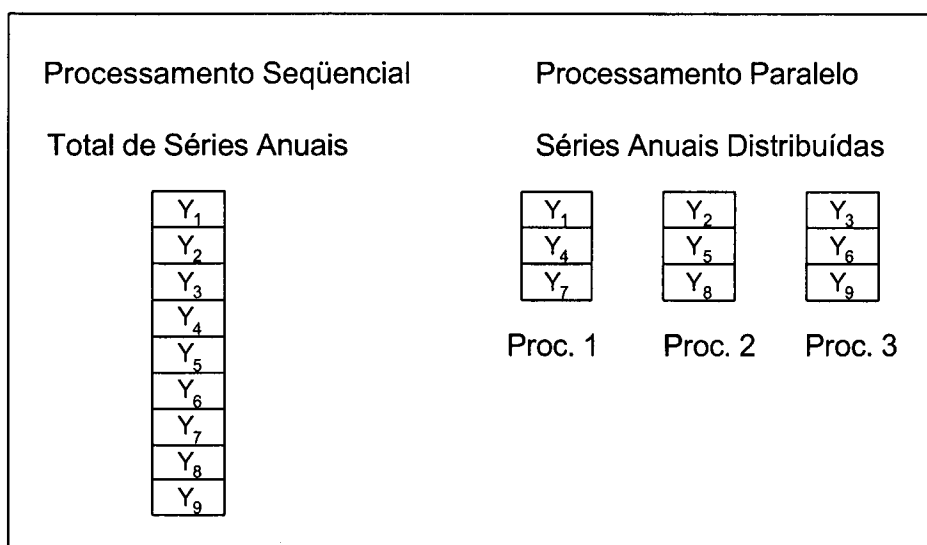 Processamento Seqüencial
Total de Séries Anuais
Y₁
Y₂
Y₃
Y₄
Y₅
Y₆
Y₇
Y₈
Y₉
Processamento Paralelo
Séries Anuais Distribuídas
Y₁ Y₂ Y₃
Y₄ Y₅ Y₆
Y₇ Y₈ Y₉
Proc. 1 Proc. 2 Proc. 3